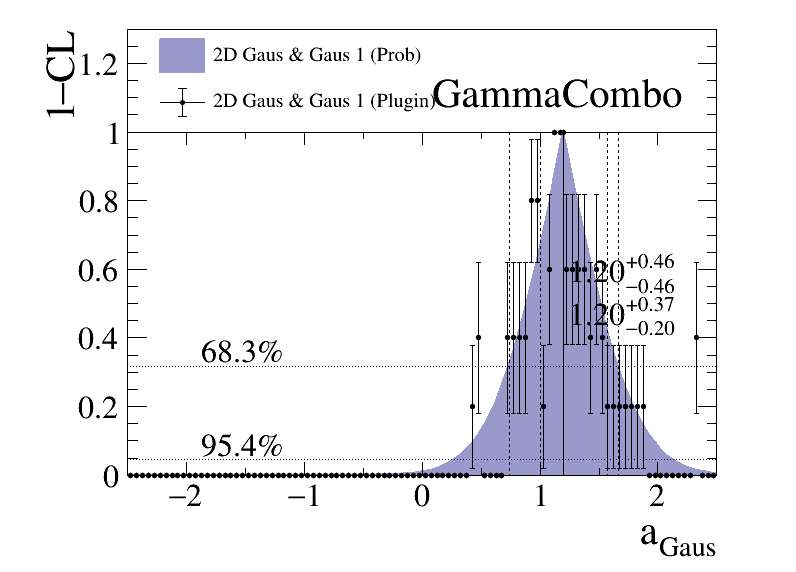 1–CL
2D Gaus & Gaus 1 (Prob)
2D Gaus & Gaus 1 (Plugin)
GammaCombo
1.2
1
0.8
0.6
0.4
0.2
0
1.20 +0.46 −0.46
1.20 +0.37 −0.20
68.3%
95.4%
−2 −1 0 1 2
a Gaus